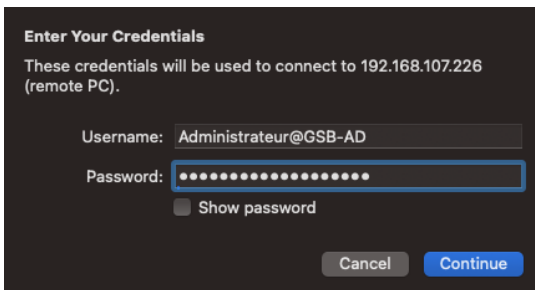 Enter Your Credentials
These credentials will be used to connect to 192.168.107.226
(remote PC).
Username: Administrateur@GSB-AD
Password: •••••••••••••••••••
Show password
Cancel Continue